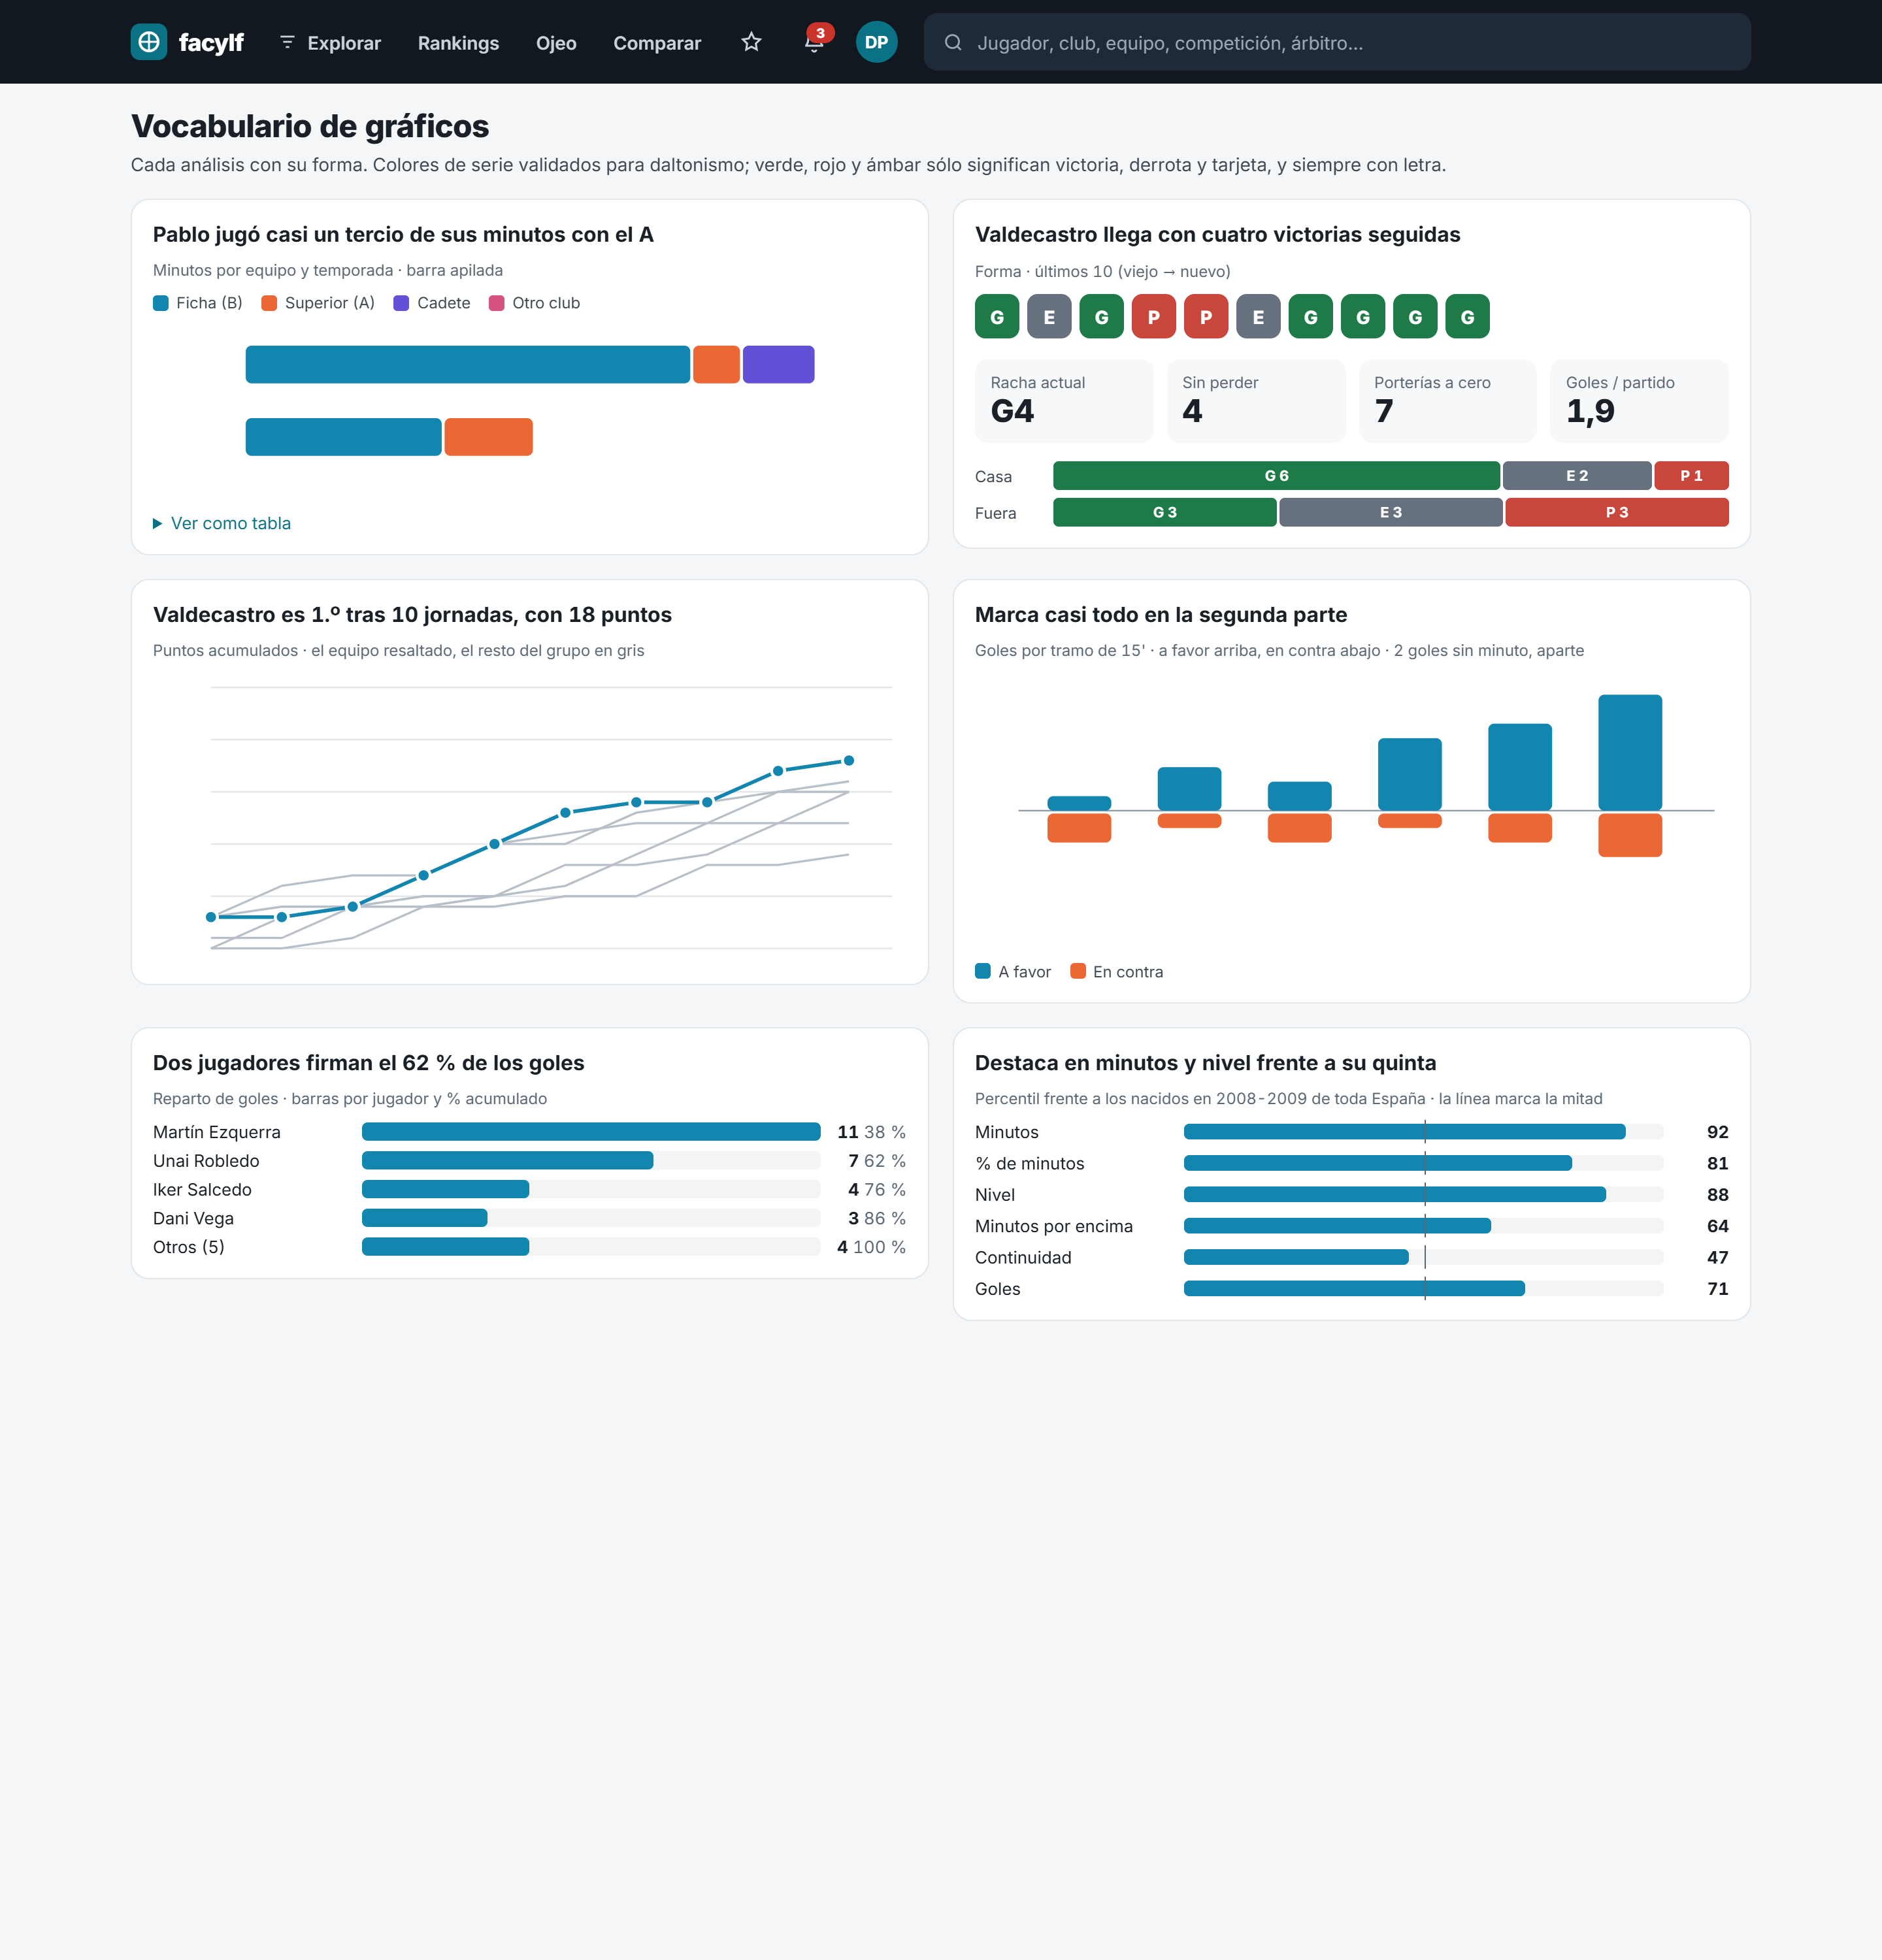 facylf Explorar Rankings Ojeo Comparar 3 DP Jugador, club, equipo, competición, árbitro...
Vocabulario de gráficos
Cada análisis con su forma. Colores de serie validados para daltonismo; verde, rojo y ámbar sólo significan victoria, derrota y tarjeta, y siempre con letra.
Pablo jugó casi un tercio de sus minutos con el A
Minutos por equipo y temporada · barra apilada
Ficha (B) Superior (A) Cadete Otro club
Ver como tabla
Valdecastro llega con cuatro victorias seguidas
Forma · últimos 10 (viejo → nuevo)
G E G P P E G G G G
Racha actual Sin perder Porterías a cero Goles / partido
G4 4 7 1,9
Casa G 6 E 2 P 1
Fuera G 3 E 3 P 3
Valdecastro es 1.º tras 10 jornadas, con 18 puntos
Puntos acumulados · el equipo resaltado, el resto del grupo en gris
Marca casi todo en la segunda parte
Goles por tramo de 15' · a favor arriba, en contra abajo · 2 goles sin minuto, aparte
A favor En contra
Dos jugadores firman el 62 % de los goles
Reparto de goles · barras por jugador y % acumulado
Martín Ezquerra 11 38 %
Unai Robledo 7 62 %
Iker Salcedo 4 76 %
Dani Vega 3 86 %
Otros (5) 4 100 %
Destaca en minutos y nivel frente a su quinta
Percentil frente a los nacidos en 2008-2009 de toda España · la línea marca la mitad
Minutos 92
% de minutos 81
Nivel 88
Minutos por encima 64
Continuidad 47
Goles 71